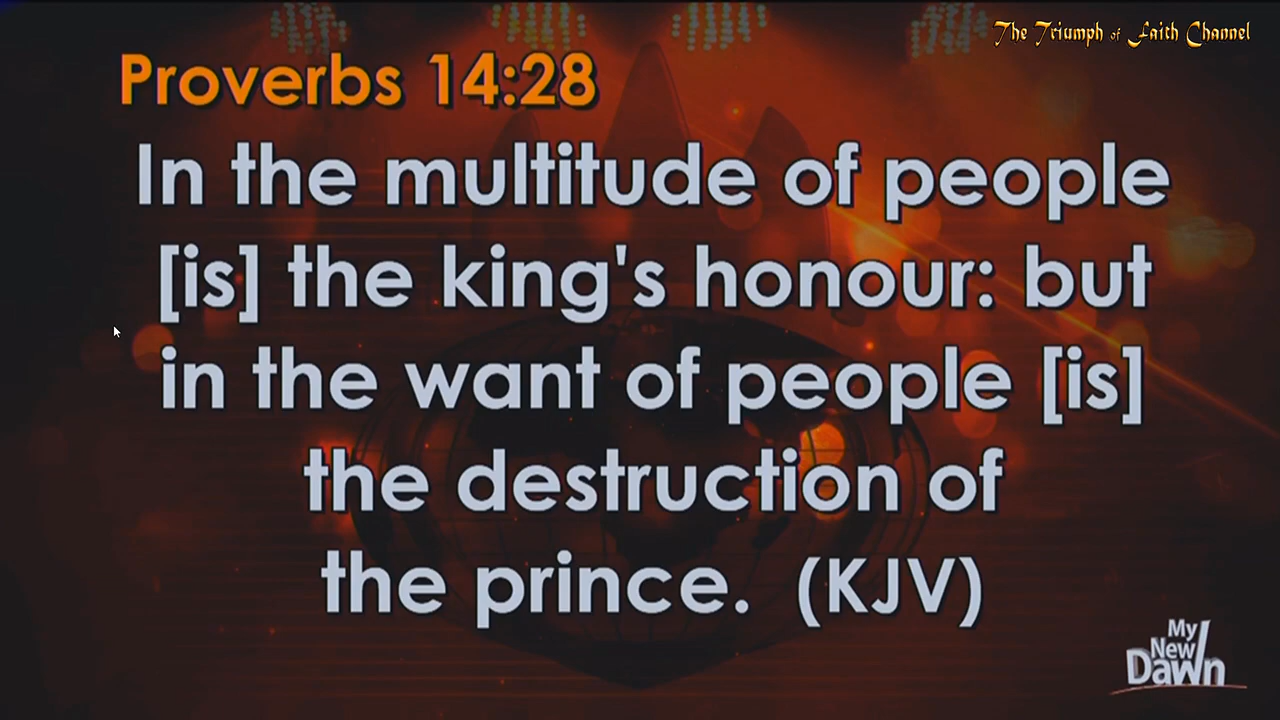 The Triumph of Faith Channel
Proverbs 14:28
In the multitude of people
[is] the king's honour: but
in the want of people [is]
the destruction of
the prince. (KJV)
My
New
Dawn